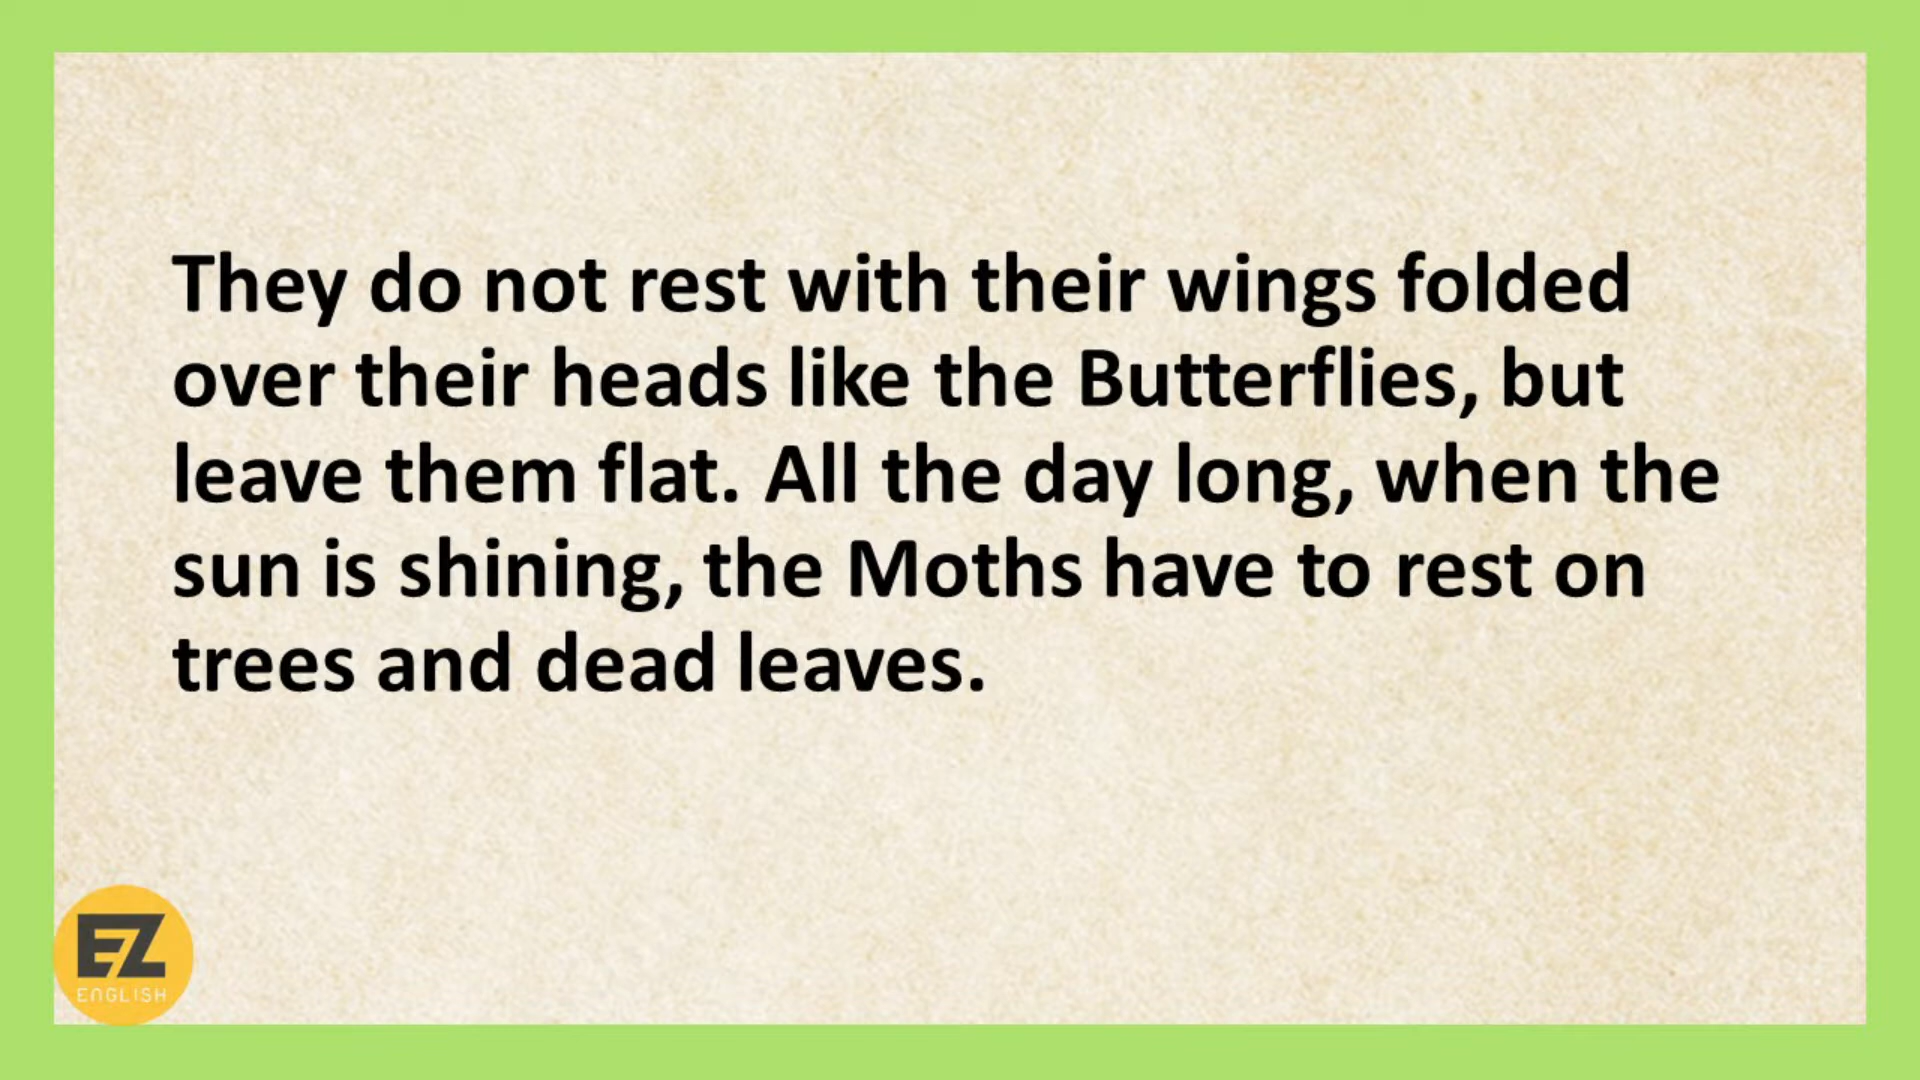 They do not rest with their wings folded
over their heads like the Butterflies, but
leave them flat. All the day long, when the
sun is shining, the Moths have to rest on
trees and dead leaves.
EZ
ENGLISH